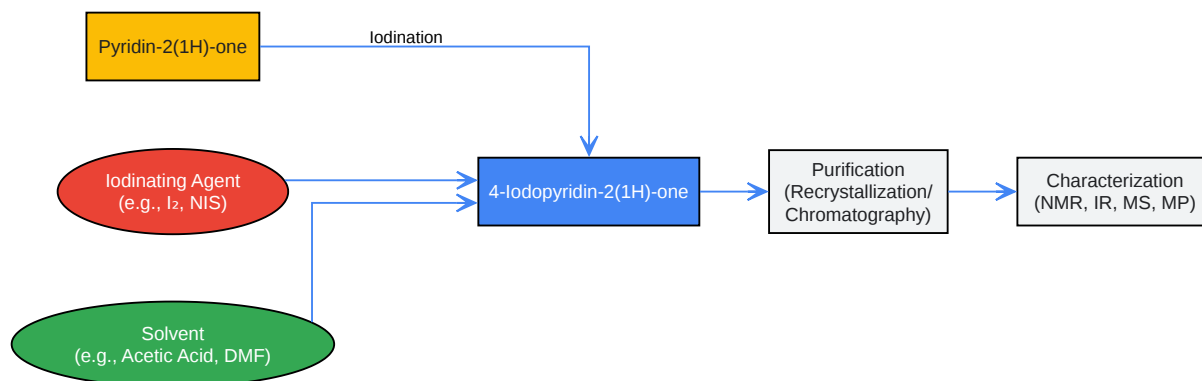 Pyridin-2(1H)-one
Iodination
Iodinating Agent
(e.g., I₂, NIS)
4-Iodopyridin-2(1H)-one
Purification
(Recrystallization/
Chromatography)
Characterization
(NMR, IR, MS, MP)
Solvent
(e.g., Acetic Acid, DMF)